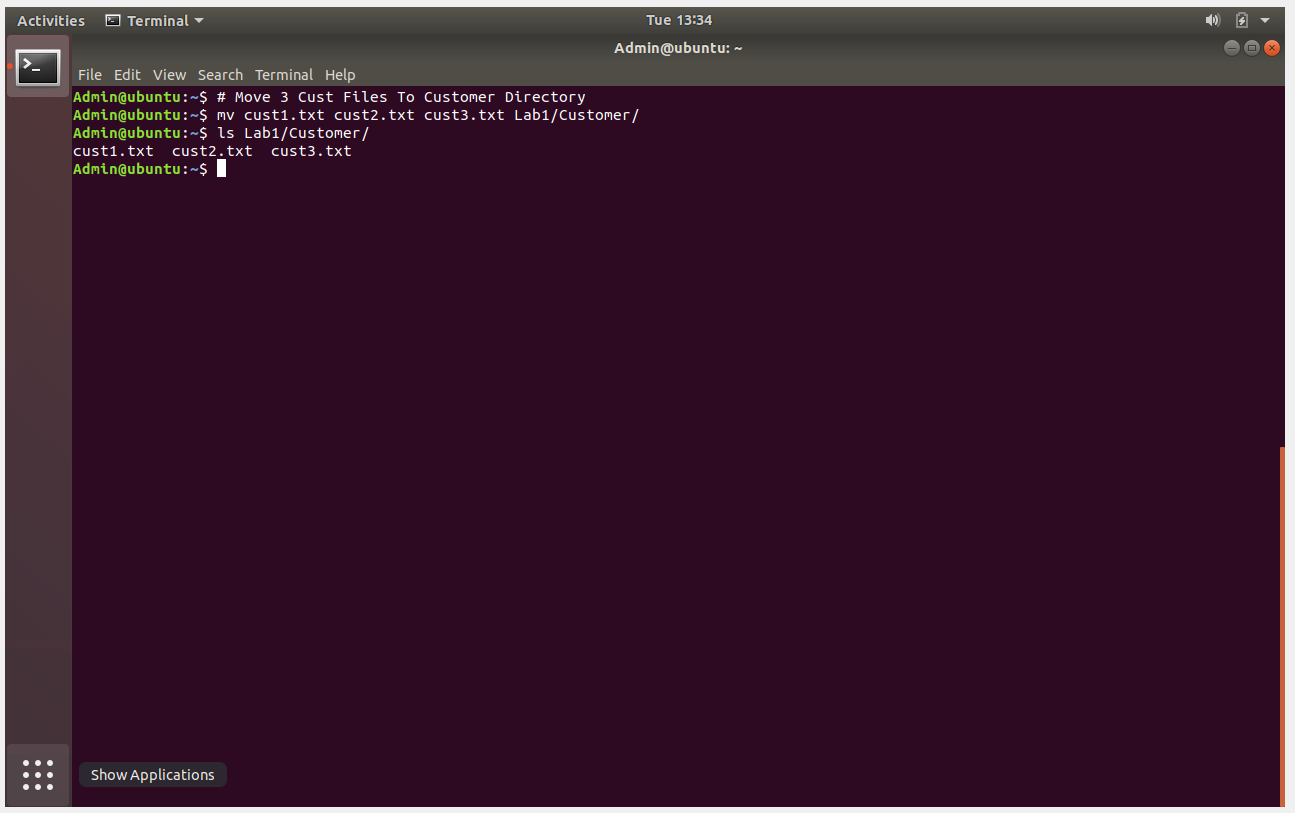 Activities Terminal Tue 13:34
Admin@ubuntu: ~
File Edit View Search Terminal Help
Admin@ubuntu:~$ # Move 3 Cust Files To Customer Directory
Admin@ubuntu:~$ mv cust1.txt cust2.txt cust3.txt Lab1/Customer/
Admin@ubuntu:~$ ls Lab1/Customer/
cust1.txt  cust2.txt  cust3.txt
Admin@ubuntu:~$
Show Applications